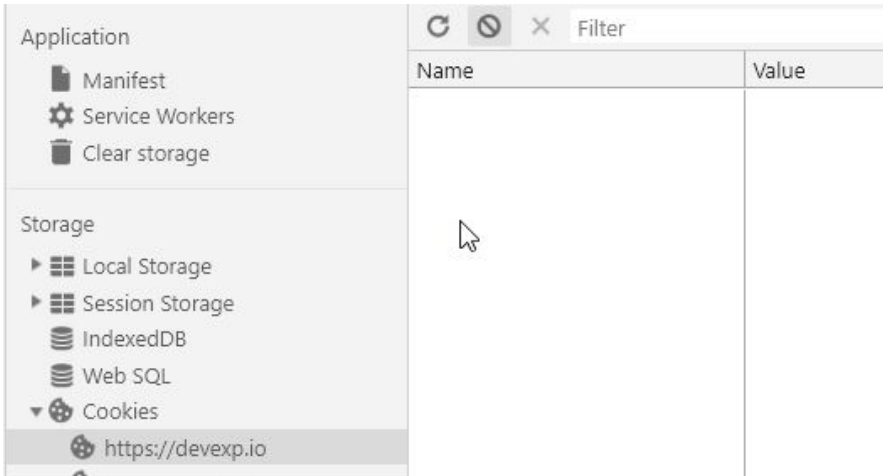 Application
Manifest
Service Workers
Clear storage
Storage
Local Storage
Session Storage
IndexedDB
Web SQL
Cookies
https://devexp.io
Filter
Name Value